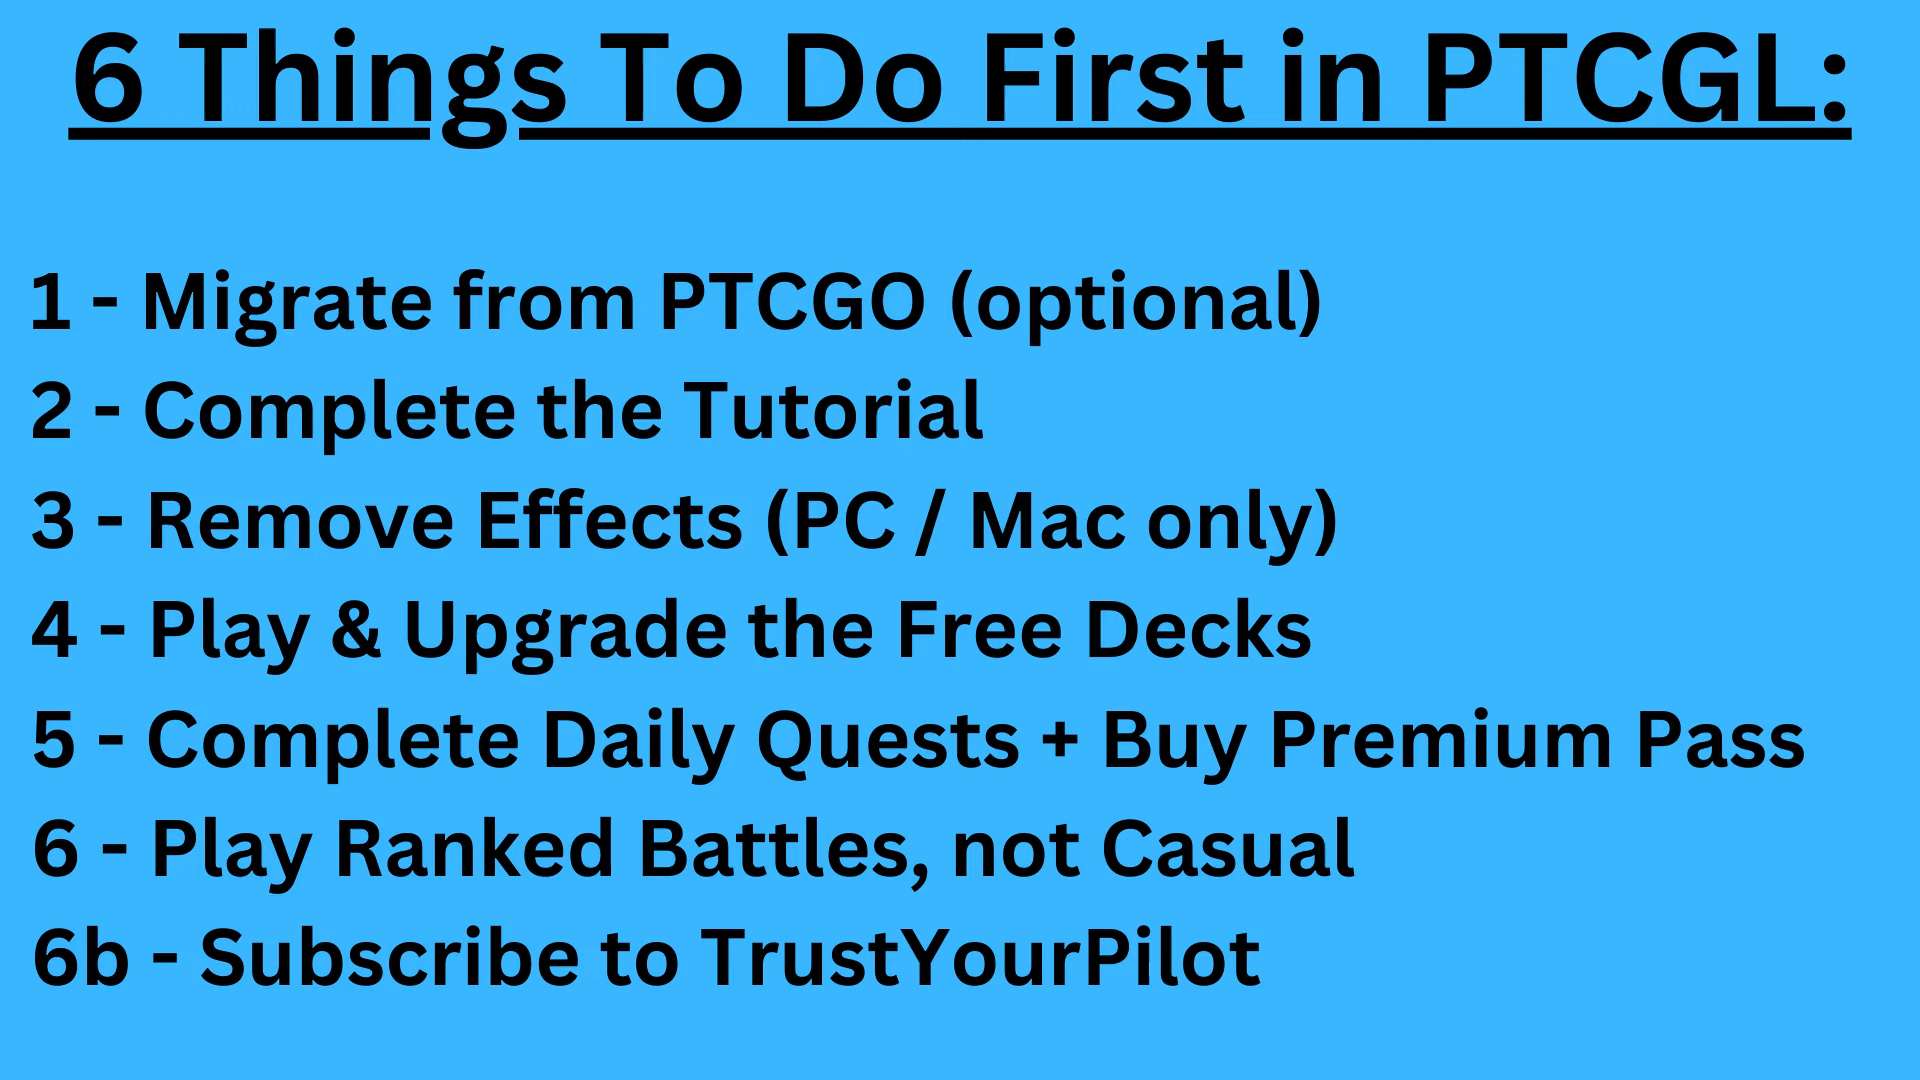 6 Things To Do First in PTCGL:
1 - Migrate from PTCGO (optional)
2 - Complete the Tutorial
3 - Remove Effects (PC / Mac only)
4 - Play & Upgrade the Free Decks
5 - Complete Daily Quests + Buy Premium Pass
6 - Play Ranked Battles, not Casual
6b - Subscribe to TrustYourPilot